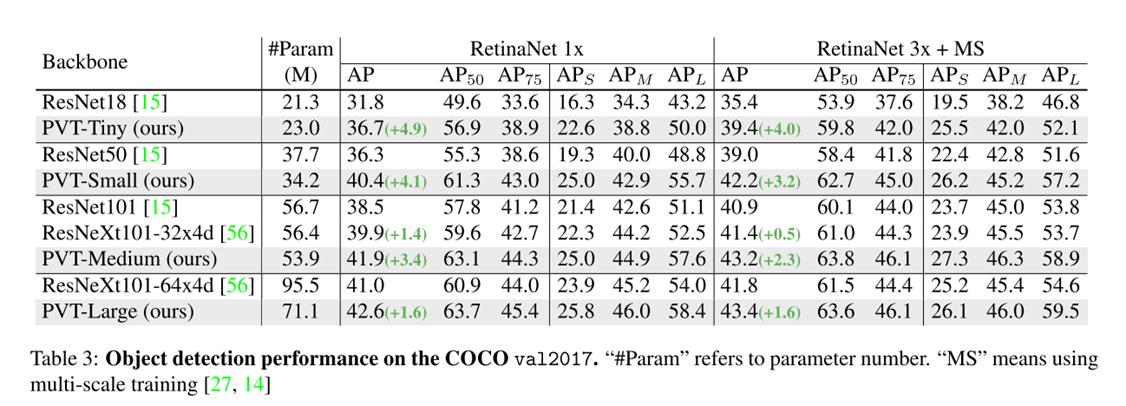 Backbone #Param (M) RetinaNet 1x RetinaNet 3x + MS
AP AP50 AP75 APS APM APL AP AP50 AP75 APS APM APL
ResNet18 [15] 21.3 31.8 49.6 33.6 16.3 34.3 43.2 35.4 53.9 37.6 19.5 38.2 46.8
PVT-Tiny (ours) 23.0 36.7(+4.9) 56.9 38.9 22.6 38.8 50.0 39.4(+4.0) 59.8 42.0 25.5 42.0 52.1
ResNet50 [15] 37.7 36.3 55.3 38.6 19.3 40.0 48.8 39.0 58.4 41.8 22.4 42.8 51.6
PVT-Small (ours) 34.2 40.4(+4.1) 61.3 43.0 25.0 42.9 55.7 42.2(+3.2) 62.7 45.0 26.2 45.2 57.2
ResNet101 [15] 56.7 38.5 57.8 41.2 21.4 42.6 51.1 40.9 60.1 44.0 23.7 45.0 53.8
ResNeXt101-32x4d [56] 56.4 39.9(+1.4) 59.6 42.7 22.3 44.2 52.5 41.4(+0.5) 61.0 44.3 23.9 45.5 53.7
PVT-Medium (ours) 53.9 41.9(+3.4) 63.1 44.3 25.0 44.9 57.6 43.2(+2.3) 63.8 46.1 27.3 46.3 58.9
ResNeXt101-64x4d [56] 95.5 41.0 60.9 44.0 23.9 45.2 54.0 41.8 61.5 44.4 25.2 45.4 54.6
PVT-Large (ours) 71.1 42.6(+1.6) 63.7 45.4 25.8 46.0 58.4 43.4(+1.6) 63.6 46.1 26.1 46.0 59.5
Table 3: Object detection performance on the COCO val2017. “#Param” refers to parameter number. “MS” means using
multi-scale training [27, 14]